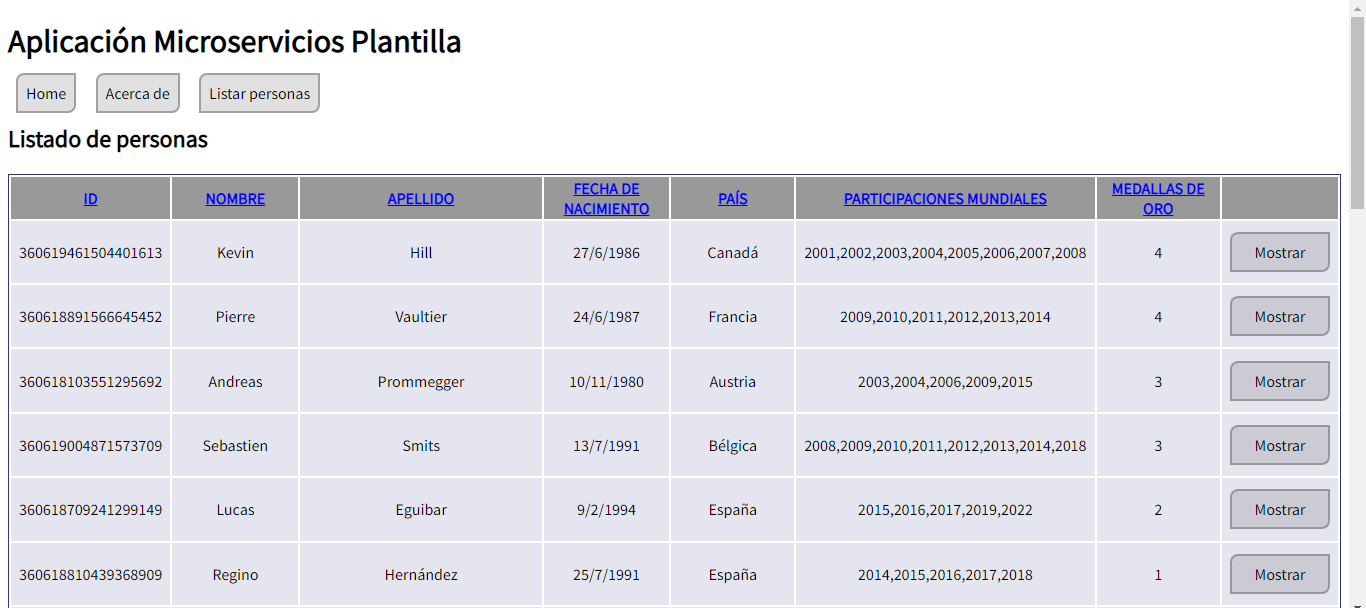 Aplicación Microservicios Plantilla
Home Acerca de Listar personas
Listado de personas
ID NOMBRE APELLIDO FECHA DE NACIMIENTO PAÍS PARTICIPACIONES MUNDIALES MEDALLAS DE ORO
360619461504401613 Kevin Hill 27/6/1986 Canadá 2001,2002,2003,2004,2005,2006,2007,2008 4 Mostrar
360618891566645452 Pierre Vaultier 24/6/1987 Francia 2009,2010,2011,2012,2013,2014 4 Mostrar
360618103551295692 Andreas Prommegger 10/11/1980 Austria 2003,2004,2006,2009,2015 3 Mostrar
360619004871573709 Sebastien Smits 13/7/1991 Bélgica 2008,2009,2010,2011,2012,2013,2014,2018 3 Mostrar
360618709241299149 Lucas Eguibar 9/2/1994 España 2015,2016,2017,2019,2022 2 Mostrar
360618810439368909 Regino Hernández 25/7/1991 España 2014,2015,2016,2017,2018 1 Mostrar